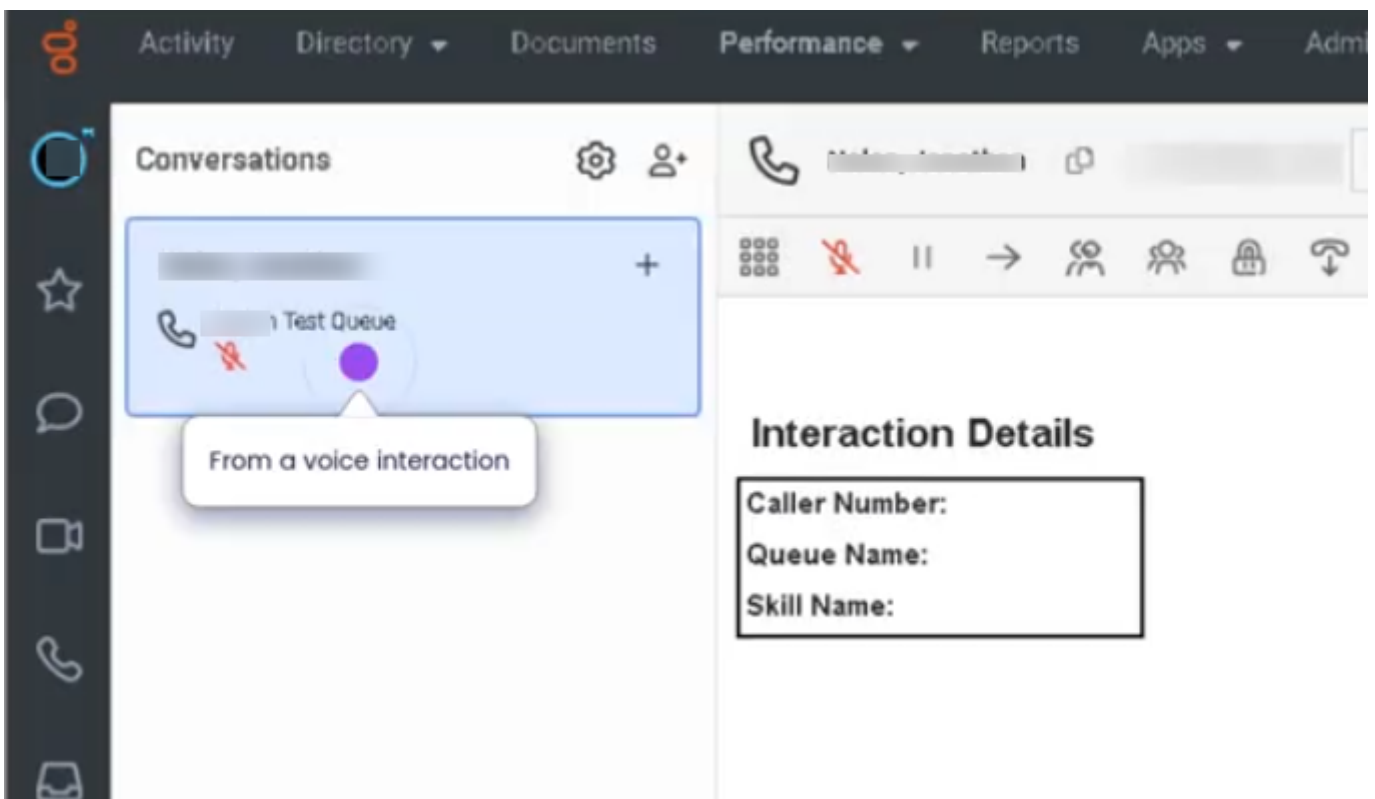 Activity Directory Documents Performance Reports Apps Admi
Conversations
Test Queue
From a voice interaction
Interaction Details
Caller Number:
Queue Name:
Skill Name: